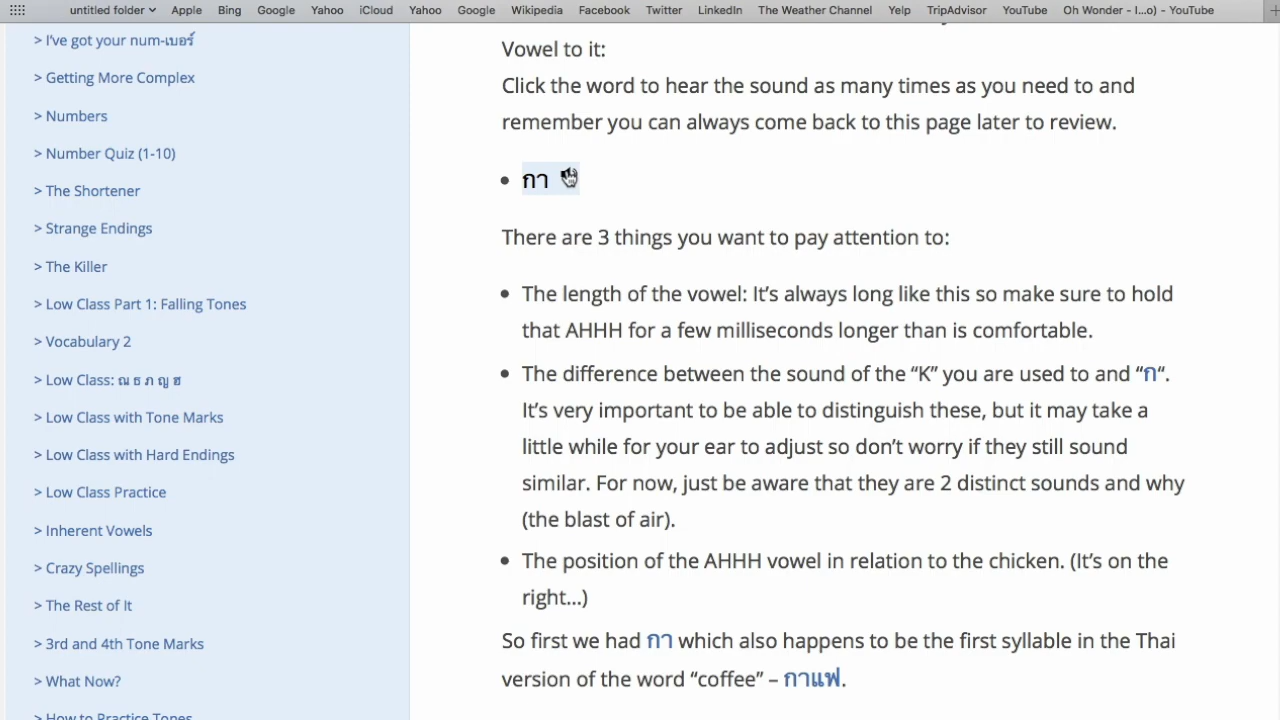 untitled folder Apple Bing Google Yahoo iCloud Yahoo Google Wikipedia Facebook Twitter LinkedIn The Weather Channel Yelp TripAdvisor YouTube Oh Wonder - I...o) - YouTube
> I've got your num-เบอร์
> Getting More Complex
> Numbers
> Number Quiz (1-10)
> The Shortener
> Strange Endings
> The Killer
> Low Class Part 1: Falling Tones
> Vocabulary 2
> Low Class: ณ ธ ภ ญ ฮ
> Low Class with Tone Marks
> Low Class with Hard Endings
> Low Class Practice
> Inherent Vowels
> Crazy Spellings
> The Rest of It
> 3rd and 4th Tone Marks
> What Now?
> How to Practice Tones
Vowel to it:
Click the word to hear the sound as many times as you need to and
remember you can always come back to this page later to review.
• กา
There are 3 things you want to pay attention to:
• The length of the vowel: It’s always long like this so make sure to hold
that AHHH for a few milliseconds longer than is comfortable.
• The difference between the sound of the “K” you are used to and “ก“.
It’s very important to be able to distinguish these, but it may take a
little while for your ear to adjust so don’t worry if they still sound
similar. For now, just be aware that they are 2 distinct sounds and why
(the blast of air).
• The position of the AHHH vowel in relation to the chicken. (It’s on the
right…)
So first we had กา which also happens to be the first syllable in the Thai
version of the word “coffee” – กาแฟ.